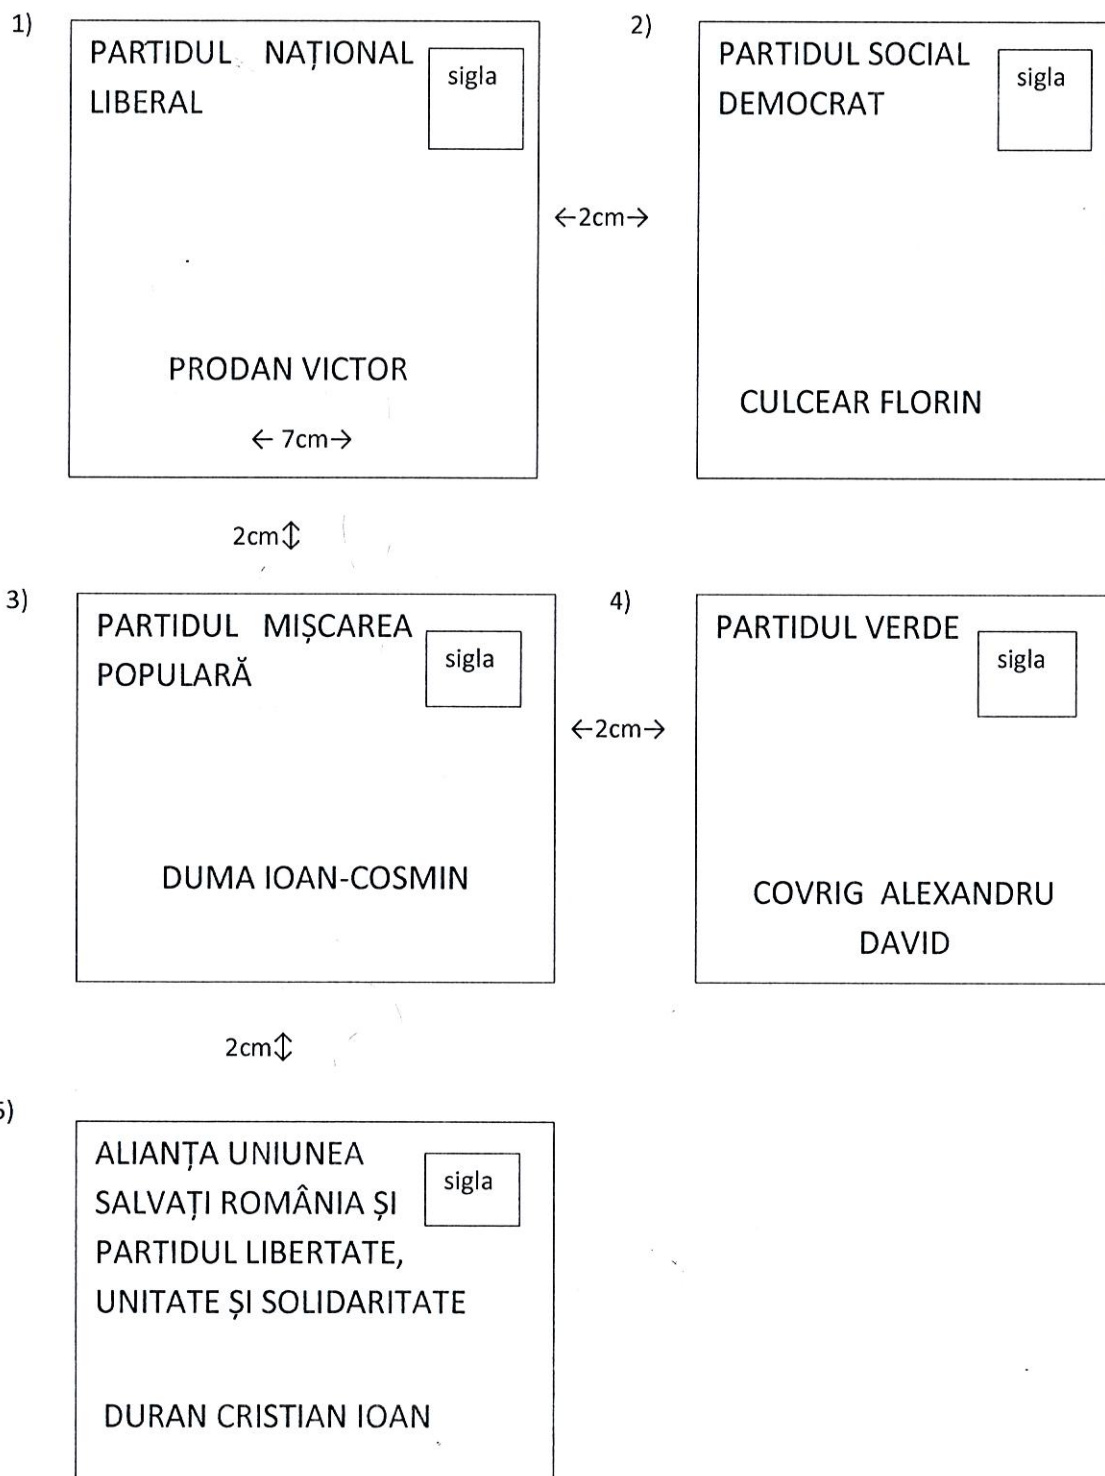 1)
PARTIDUL NAȚIONAL
LIBERAL
sigla
PRODAN VICTOR
← 7cm→
←2cm→
2)
PARTIDUL SOCIAL
DEMOCRAT
sigla
CULCEAR FLORIN
2cm↕
3)
PARTIDUL MIȘCAREA
POPULARĂ
sigla
DUMA IOAN-COSMIN
←2cm→
4)
PARTIDUL VERDE
sigla
COVRIG ALEXANDRU
DAVID
2cm↕
5)
ALIANȚA UNIUNEA
SALVAȚI ROMÂNIA ȘI
PARTIDUL LIBERTATE,
UNITATE ȘI SOLIDARITATE
sigla
DURAN CRISTIAN IOAN